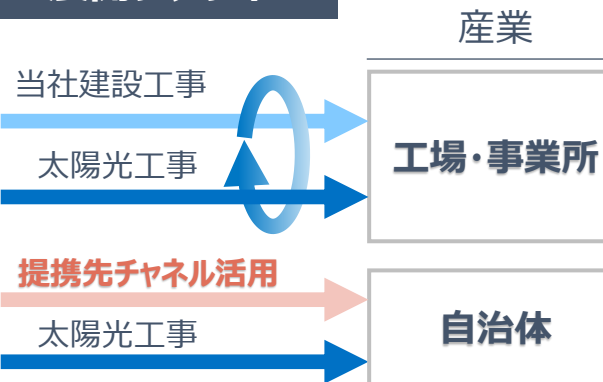 産業
当社建設工事
太陽光工事
工場・事業所
提携先チャネル活用
太陽光工事
自治体